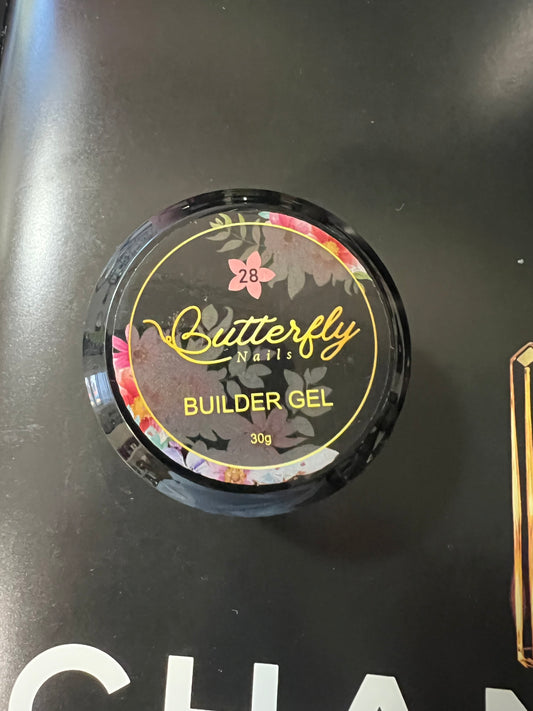 28
Butterfly
Nails
BUILDER GEL
30g
CHAN